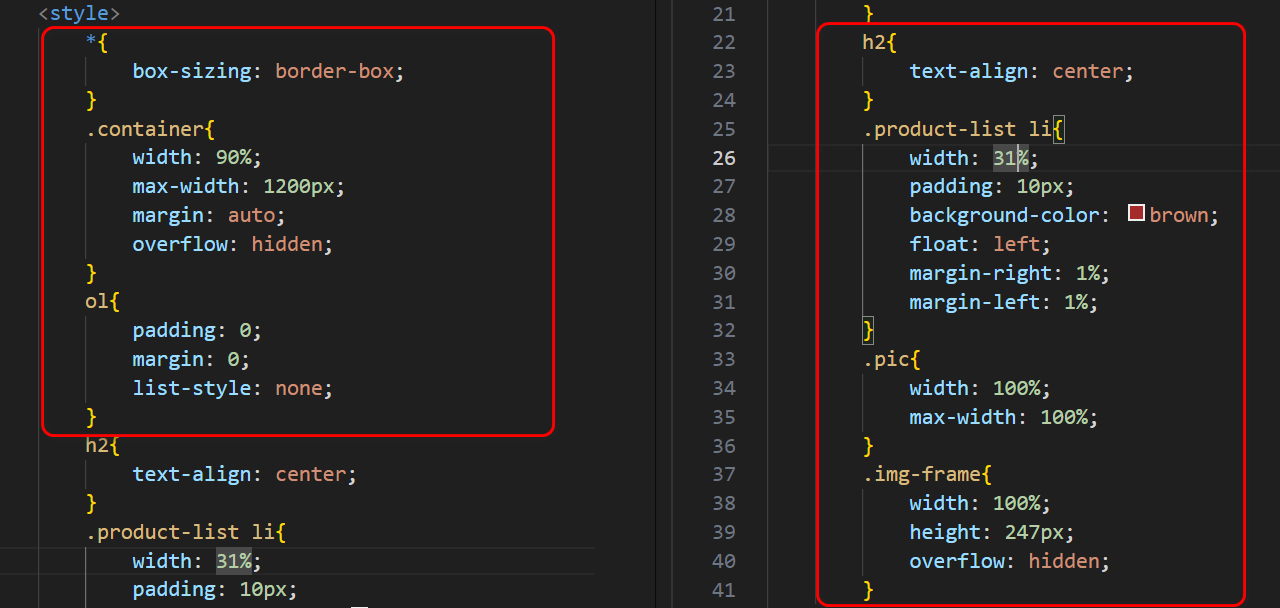 <style>
*{
box-sizing: border-box;
}
.container{
width: 90%;
max-width: 1200px;
margin: auto;
overflow: hidden;
}
ol{
padding: 0;
margin: 0;
list-style: none;
}
h2{
text-align: center;
}
.product-list li{
width: 31%;
padding: 10px;
21 }
22 h2{
23 text-align: center;
24 }
25 .product-list li{
26 width: 31%;
27 padding: 10px;
28 background-color: brown;
29 float: left;
30 margin-right: 1%;
31 margin-left: 1%;
32 }
33 .pic{
34 width: 100%;
35 max-width: 100%;
36 }
37 .img-frame{
38 width: 100%;
39 height: 247px;
40 overflow: hidden;
41 }